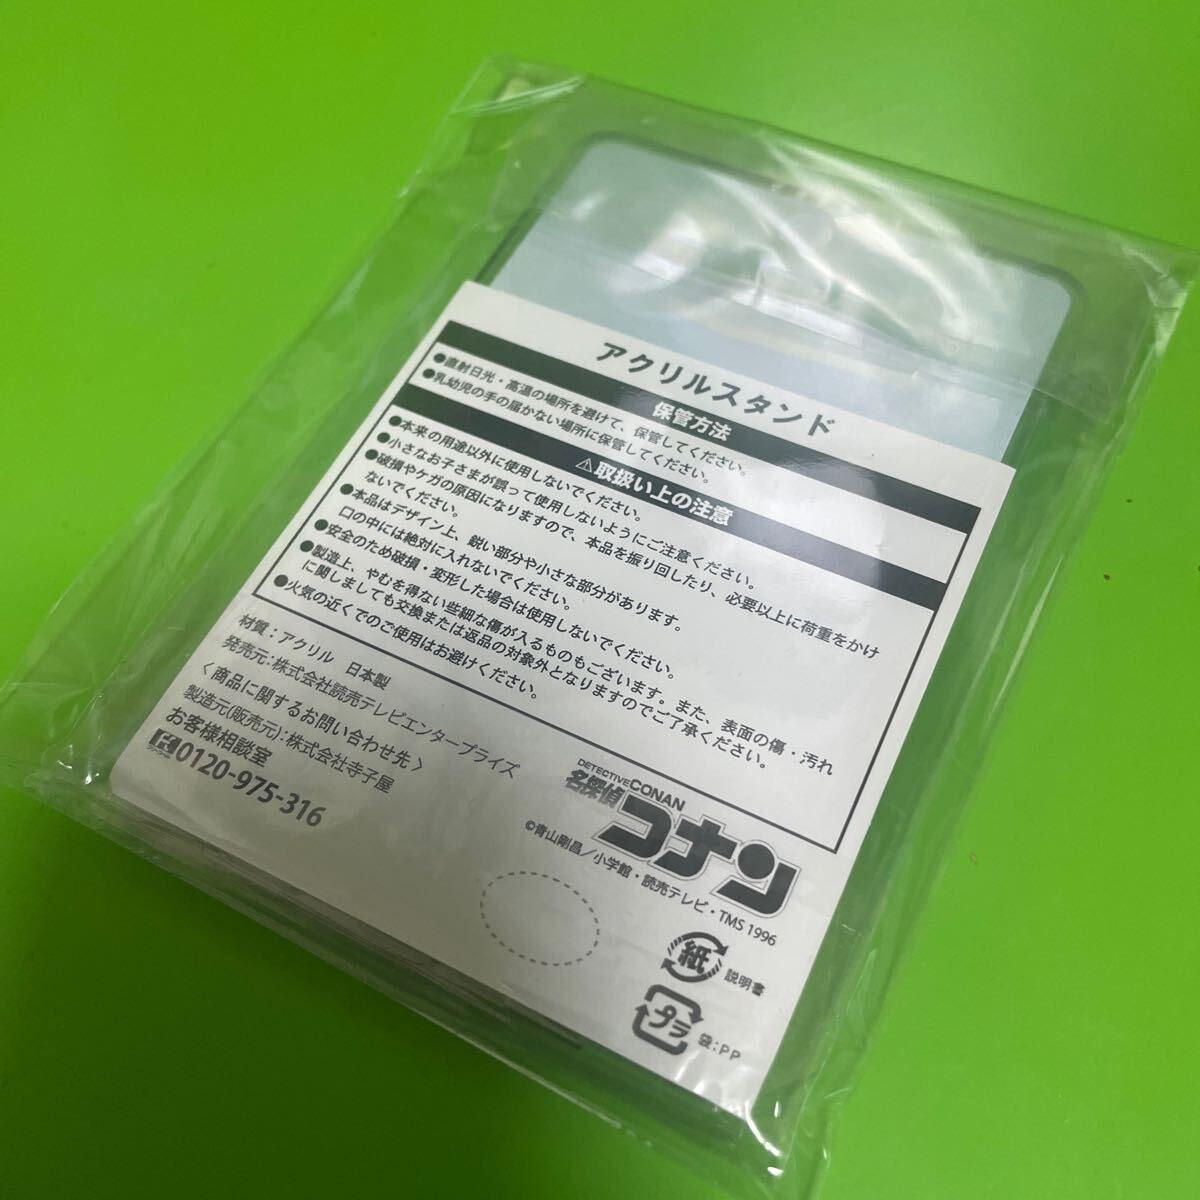 アクリルスタンド
保管方法
●直射日光・高温の場所を避けて、保管してください。
●乳幼児の手の届かない場所に保管してください。
⚠取扱い上の注意
●本来の用途以外に使用しないでください。
●小さなお子さまが誤って使用しないようにご注意ください。
●破損やケガの原因になりますので、本品を振り回したり、必要以上に荷重をかけ
ないでください。
●本品はデザイン上、鋭い部分や小さな部分があります。
口の中には絶対に入れないでください。
●安全のため破損・変形した場合は使用しないでください。
●製造上、やむを得ない些細な傷が入るものもございます。また、表面の傷・汚れ
に関しましても交換または返品の対象外となりますのでご了承ください。
●火気の近くでのご使用はお避けください。
材質：アクリル 日本製
発売元：株式会社読売テレビエンタープライズ
〈商品に関するお問い合わせ先〉
製造元(販売元)：株式会社寺子屋
お客様相談室
0120-975-316
DETECTIVE CONAN
名探偵
コナン
©青山剛昌／小学館・読売テレビ・TMS 1996
紙
説明書
プラ
袋：PP